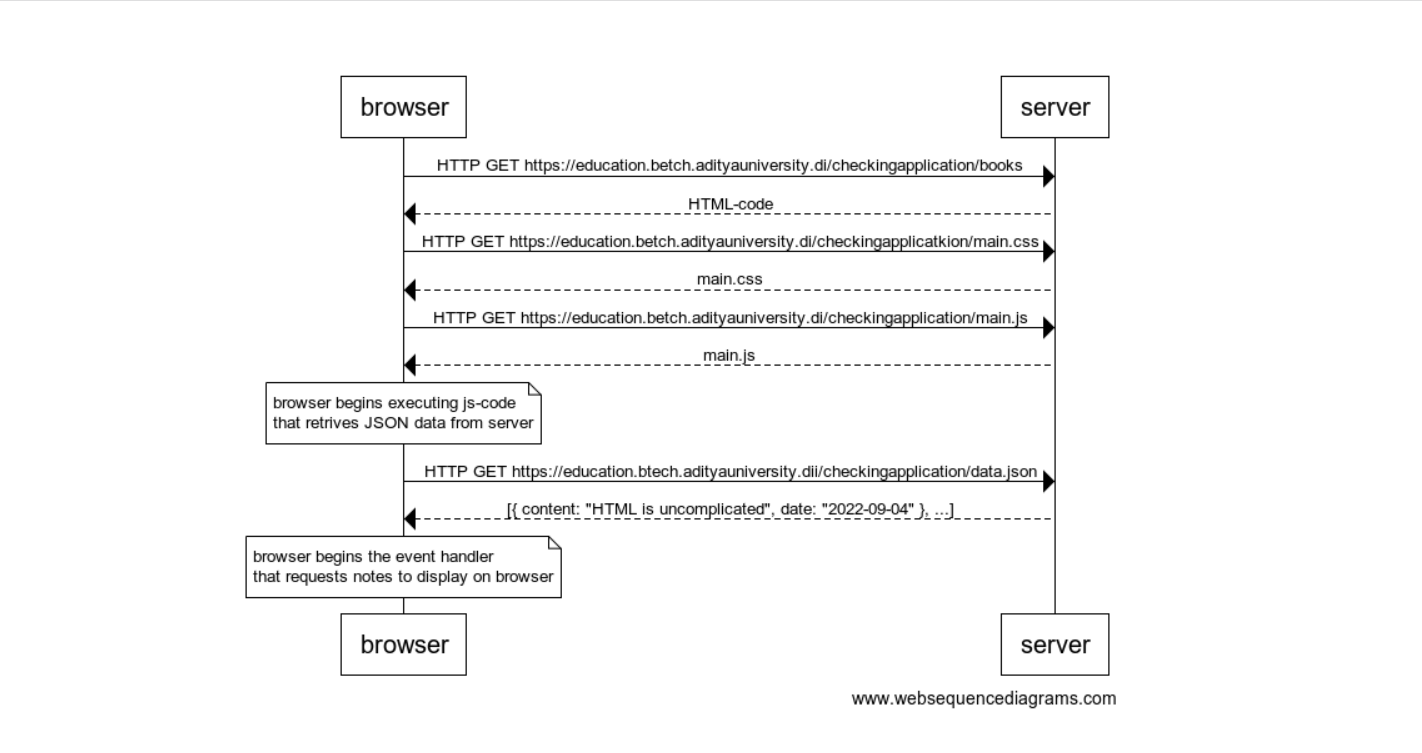 browser
server
HTTP GET https://education.betch.adityauniversity.di/checkingapplication/books
HTML-code
HTTP GET https://education.betch.adityauniversity.di/checkingapplicatkion/main.css
main.css
HTTP GET https://education.betch.adityauniversity.di/checkingapplication/main.js
main.js
browser begins executing js-code
that retrives JSON data from server
HTTP GET https://education.btech.adityauniversity.dii/checkingapplication/data.json
[{ content: "HTML is uncomplicated", date: "2022-09-04" }, ...]
browser begins the event handler
that requests notes to display on browser
browser
server
www.websequencediagrams.com